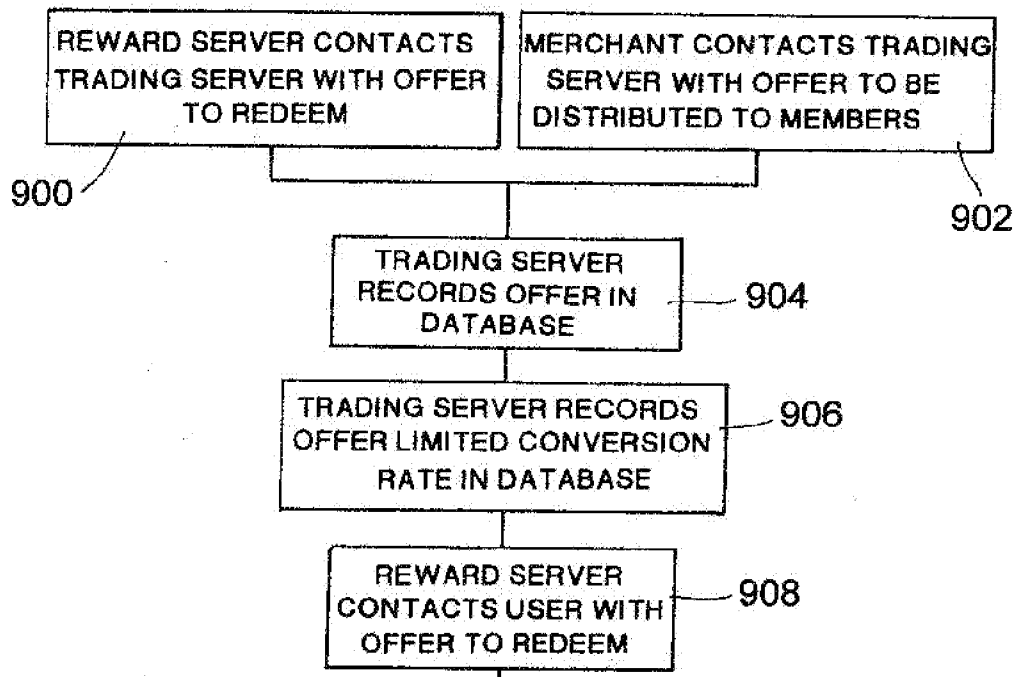 REWARD SERVER CONTACTS
TRADING SERVER WITH OFFER
TO REDEEM
900
MERCHANT CONTACTS TRADING
SERVER WITH OFFER TO BE
DISTRIBUTED TO MEMBERS
902
TRADING SERVER
RECORDS OFFER IN
DATABASE
904
TRADING SERVER RECORDS
OFFER LIMITED CONVERSION
RATE IN DATABASE
906
REWARD SERVER
CONTACTS USER WITH
OFFER TO REDEEM
908